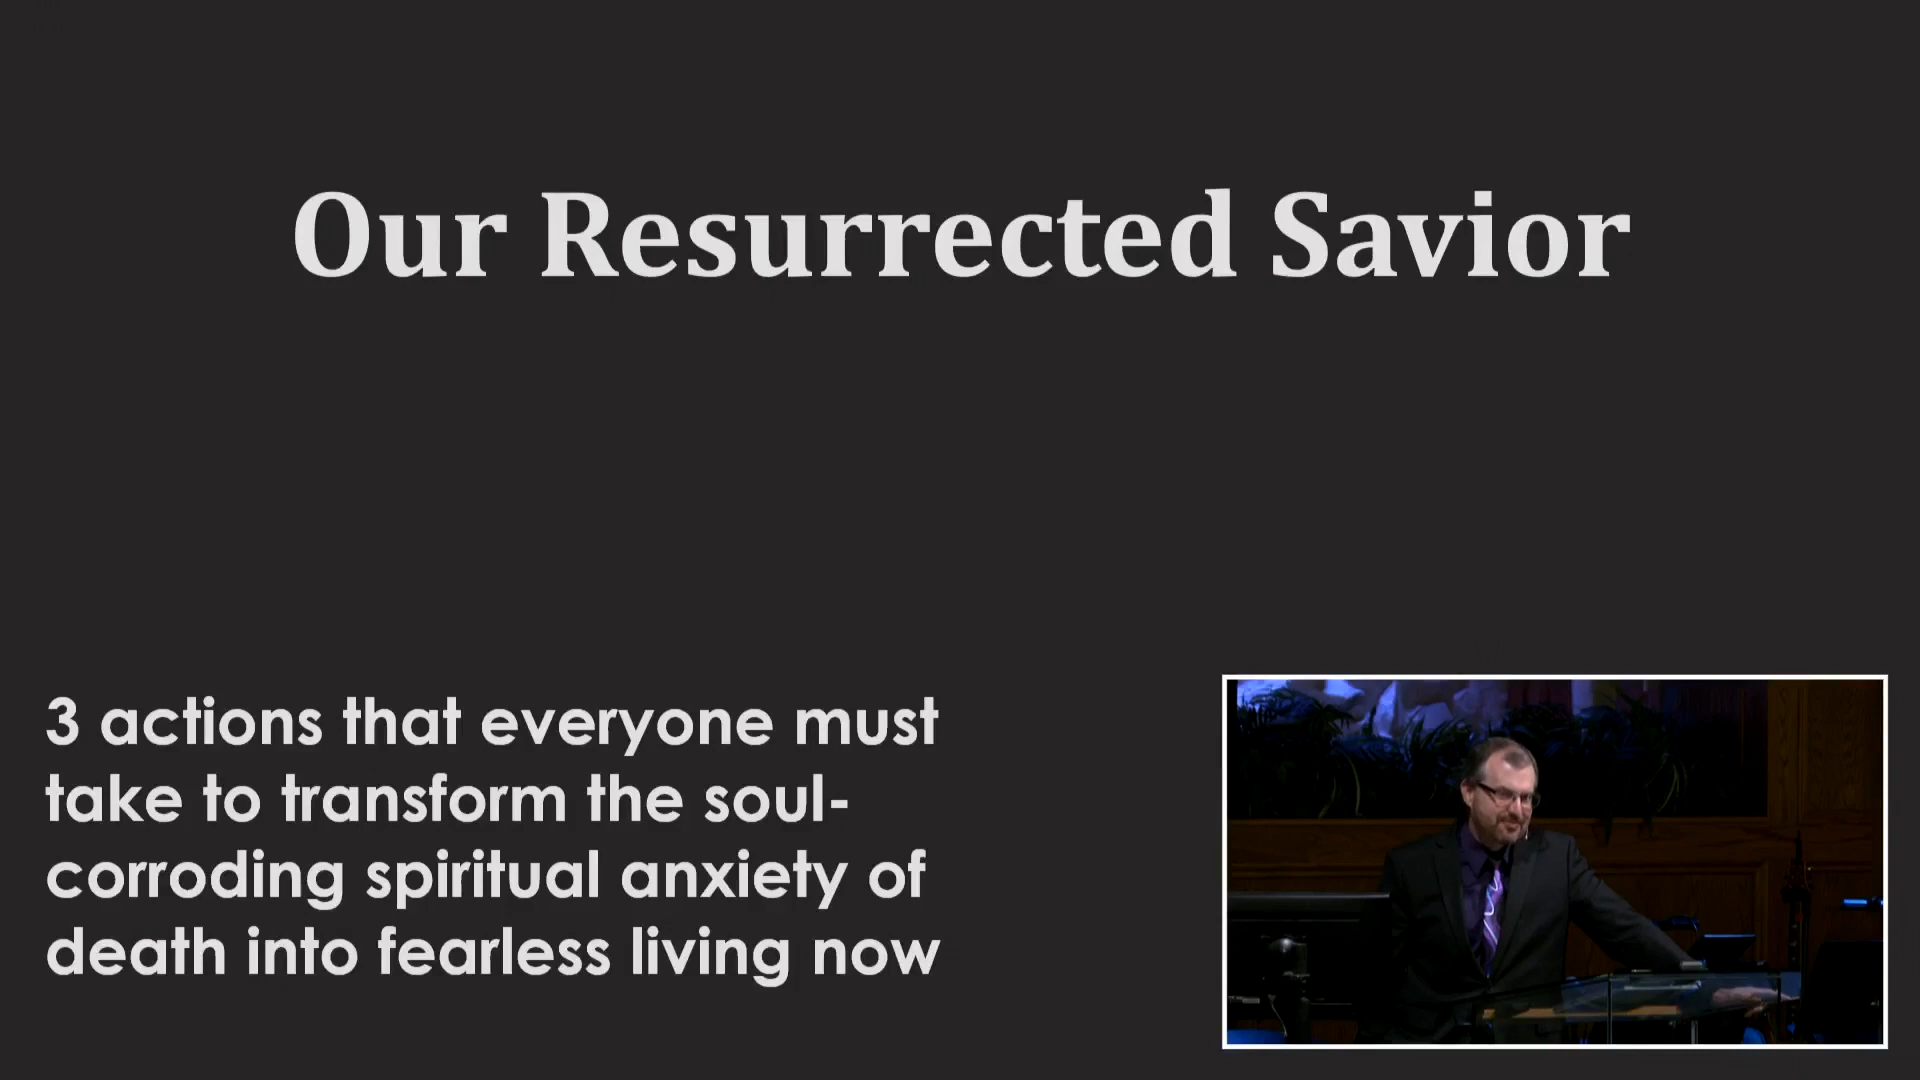 Our Resurrected Savior
3 actions that everyone must
take to transform the soul-
corroding spiritual anxiety of
death into fearless living now